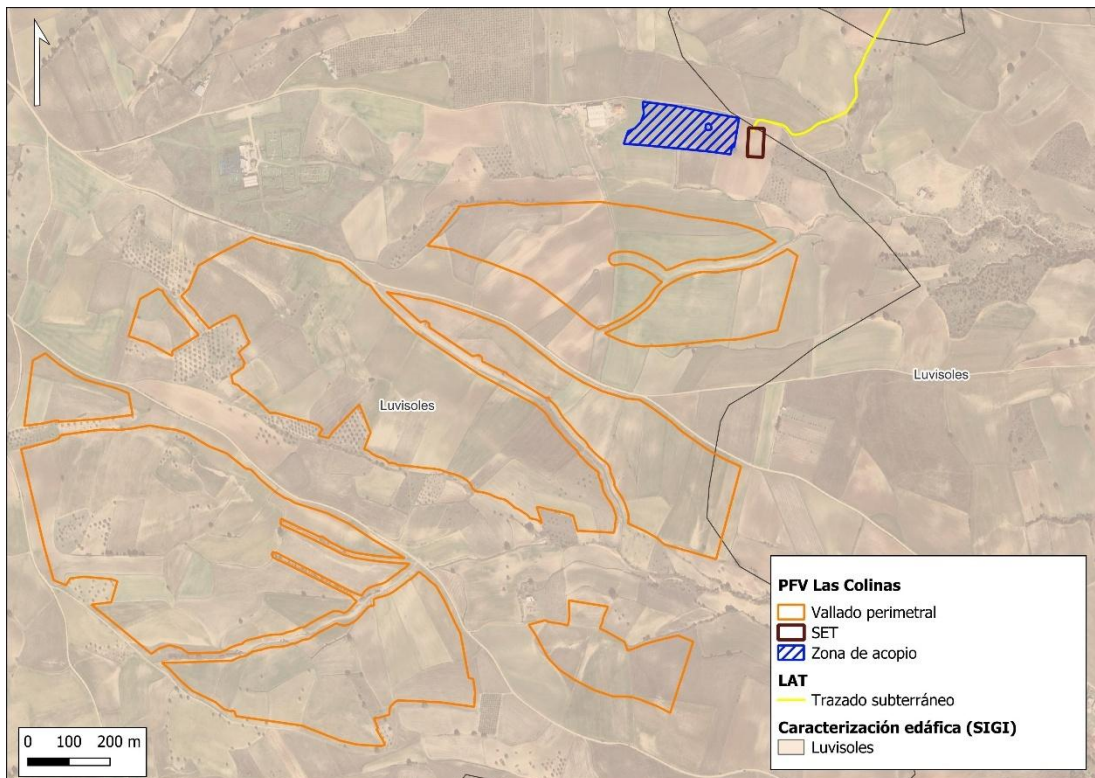 Luvisoles
Luvisoles
PFV Las Colinas
Vallado perimetral
SET
Zona de acopio
LAT
Trazado subterráneo
Caracterización edáfica (SIGI)
Luvisoles
0 100 200 m